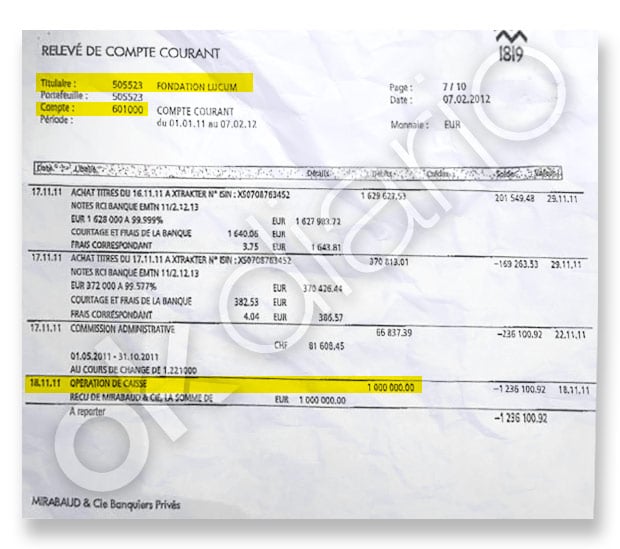 1819
RELEVÉ DE COMPTE COURANT
Titulaire : 505523 FONDATION LUCUM
Portefeuille : 505523
Compte : 601000 COMPTE COURANT
Période : du 01.01.11 au 07.02.12
Page : 7 / 10
Date : 07.02.2012
Monnaie : EUR
Date Libellé Détails Débits Crédits Solde Valeur
17.11.11 ACHAT TITRES DU 16.11.11 A XTRAKTER N° ISIN : XS0708763452 1 629 627.53 201 549.48 29.11.11
NOTES RCI BANQUE EMTN 11/2.12.13
EUR 1 628 000 A 99.999% EUR 1 627 983.72
COURTAGE ET FRAIS DE LA BANQUE 1 640.06 EUR
FRAIS CORRESPONDANT 3.75 EUR 1 643.81
17.11.11 ACHAT TITRES DU 17.11.11 A XTRAKTER N° ISIN : XS0708763452 370 813.01 -169 263.53 29.11.11
NOTES RCI BANQUE EMTN 11/2.12.13
EUR 372 000 A 99.577% EUR 370 426.44
COURTAGE ET FRAIS DE LA BANQUE 382.53 EUR
FRAIS CORRESPONDANT 4.04 EUR 386.57
17.11.11 COMMISSION ADMINISTRATIVE 66 837.39 -236 100.92 22.11.11
CHF 81 608.45
01.05.2011 - 31.10.2011
AU COURS DE CHANGE DE 1.221000
18.11.11 OPERATION DE CAISSE 1 000 000.00 -1 236 100.92 18.11.11
RECU DE MIRABAUD & CIE, LA SOMME DE EUR 1 000 000.00
A reporter -1 236 100.92
MIRABAUD & Cie Banquiers Privés
okdiario